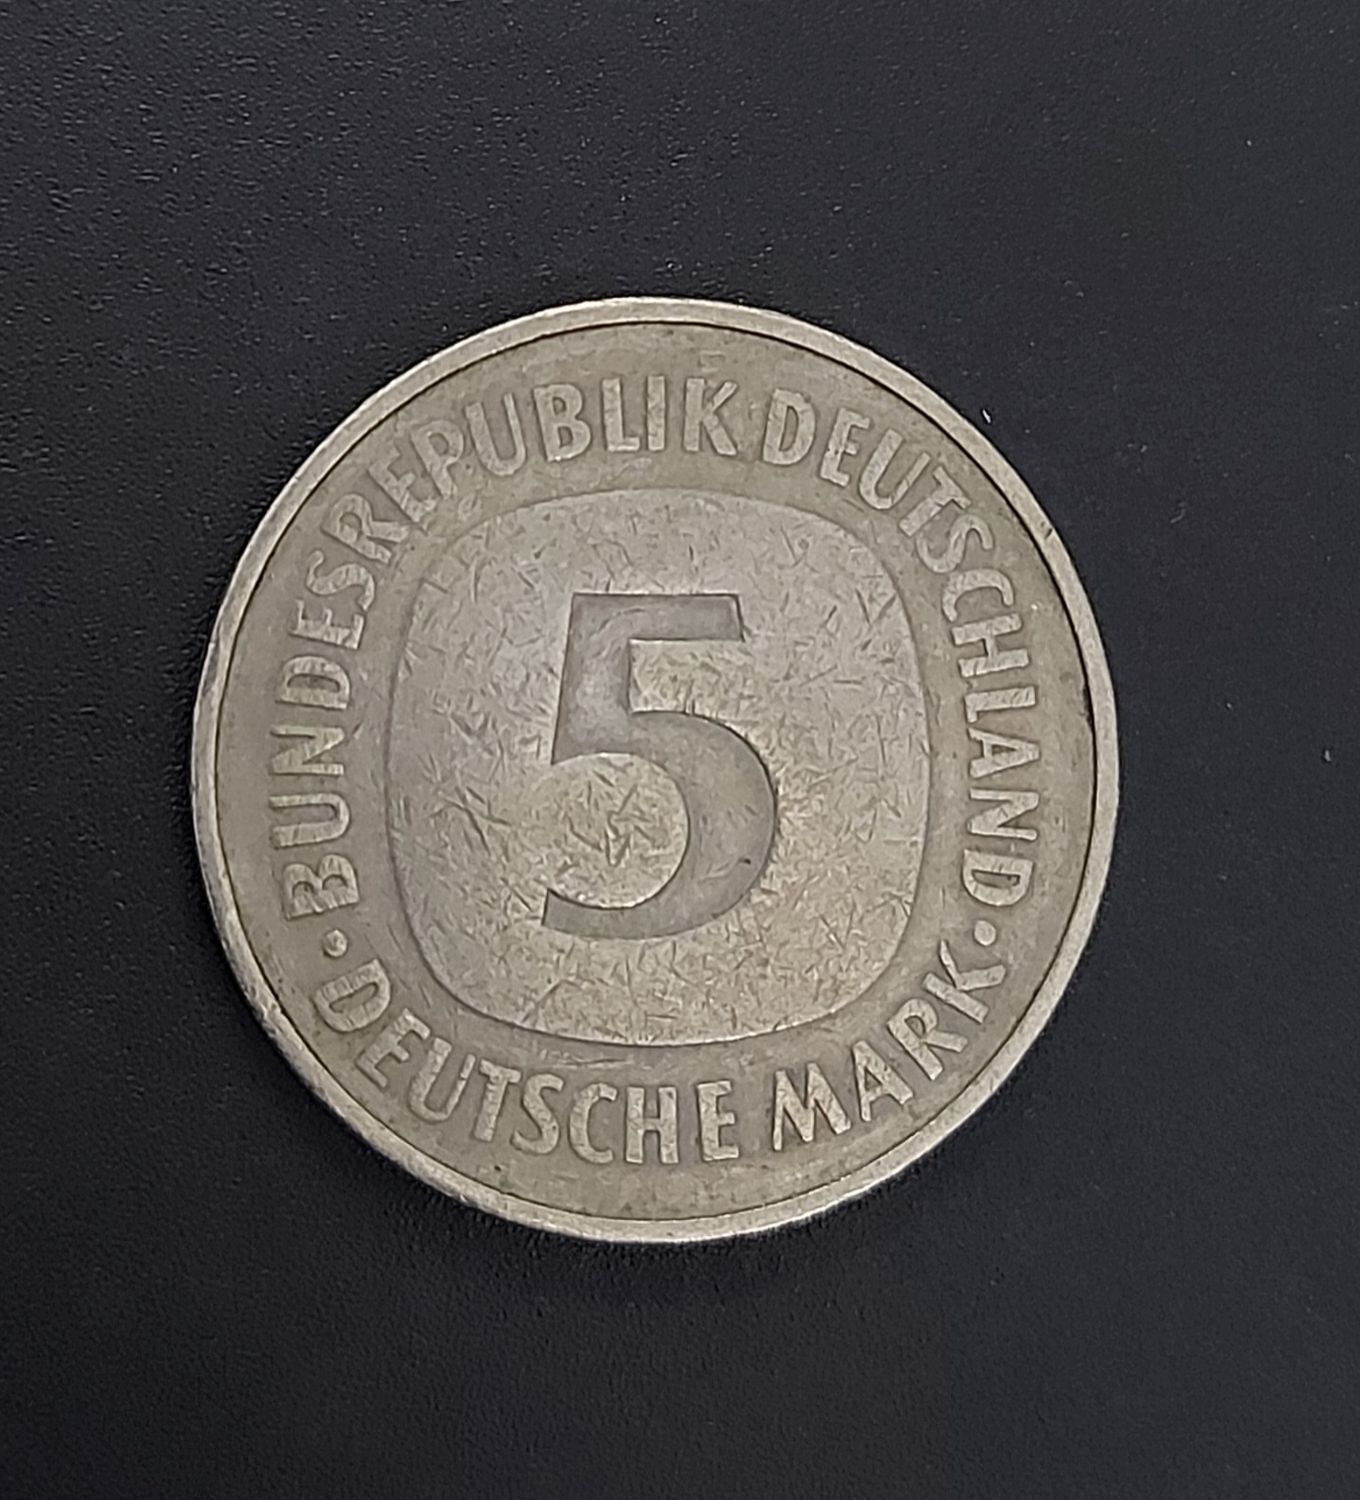 BUNDESREPUBLIK DEUTSCHLAND
5
· DEUTSCHE MARK ·